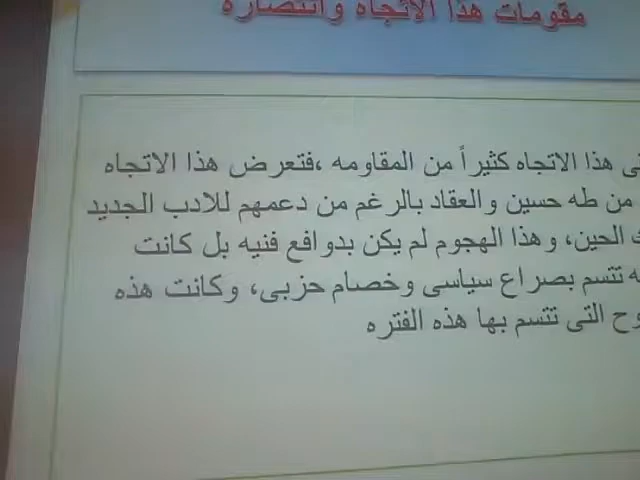 مقومات هذا الاتجاه وانتصاره
هذا الاتجاه كثيراً من المقاومه ،فتعرض هذا الاتجاه
من طه حسين والعقاد بالرغم من دعمهم للادب الجديد
الحين، وهذا الهجوم لم يكن بدوافع فنيه بل كانت
تتسم بصراع سياسى وخصام حزبى، وكانت هذه
التى تتسم بها هذه الفتره